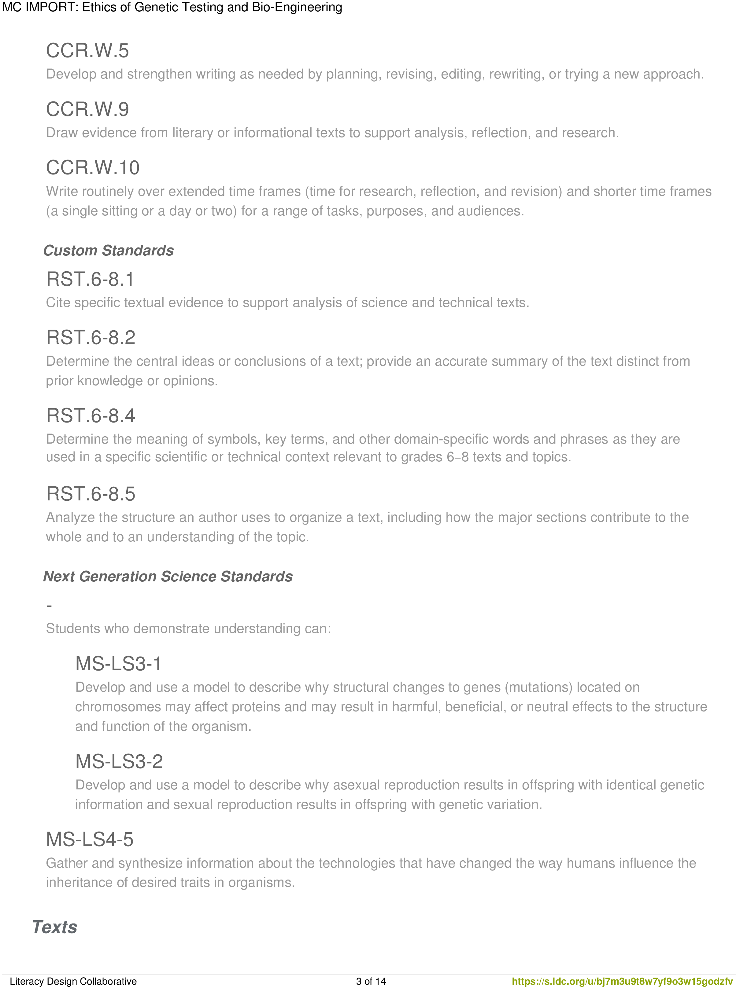 MC IMPORT: Ethics of Genetic Testing and Bio-Engineering
CCR.W.5
Develop and strengthen writing as needed by planning, revising, editing, rewriting, or trying a new approach.
CCR.W.9
Draw evidence from literary or informational texts to support analysis, reflection, and research.
CCR.W.10
Write routinely over extended time frames (time for research, reflection, and revision) and shorter time frames
(a single sitting or a day or two) for a range of tasks, purposes, and audiences.
Custom Standards
RST.6-8.1
Cite specific textual evidence to support analysis of science and technical texts.
RST.6-8.2
Determine the central ideas or conclusions of a text; provide an accurate summary of the text distinct from
prior knowledge or opinions.
RST.6-8.4
Determine the meaning of symbols, key terms, and other domain-specific words and phrases as they are
used in a specific scientific or technical context relevant to grades 6–8 texts and topics.
RST.6-8.5
Analyze the structure an author uses to organize a text, including how the major sections contribute to the
whole and to an understanding of the topic.
Next Generation Science Standards
-
Students who demonstrate understanding can:
MS-LS3-1
Develop and use a model to describe why structural changes to genes (mutations) located on
chromosomes may affect proteins and may result in harmful, beneficial, or neutral effects to the structure
and function of the organism.
MS-LS3-2
Develop and use a model to describe why asexual reproduction results in offspring with identical genetic
information and sexual reproduction results in offspring with genetic variation.
MS-LS4-5
Gather and synthesize information about the technologies that have changed the way humans influence the
inheritance of desired traits in organisms.
Texts
Literacy Design Collaborative 3 of 14 https://s.ldc.org/u/bj7m3u9t8w7yf9o3w15godzfv